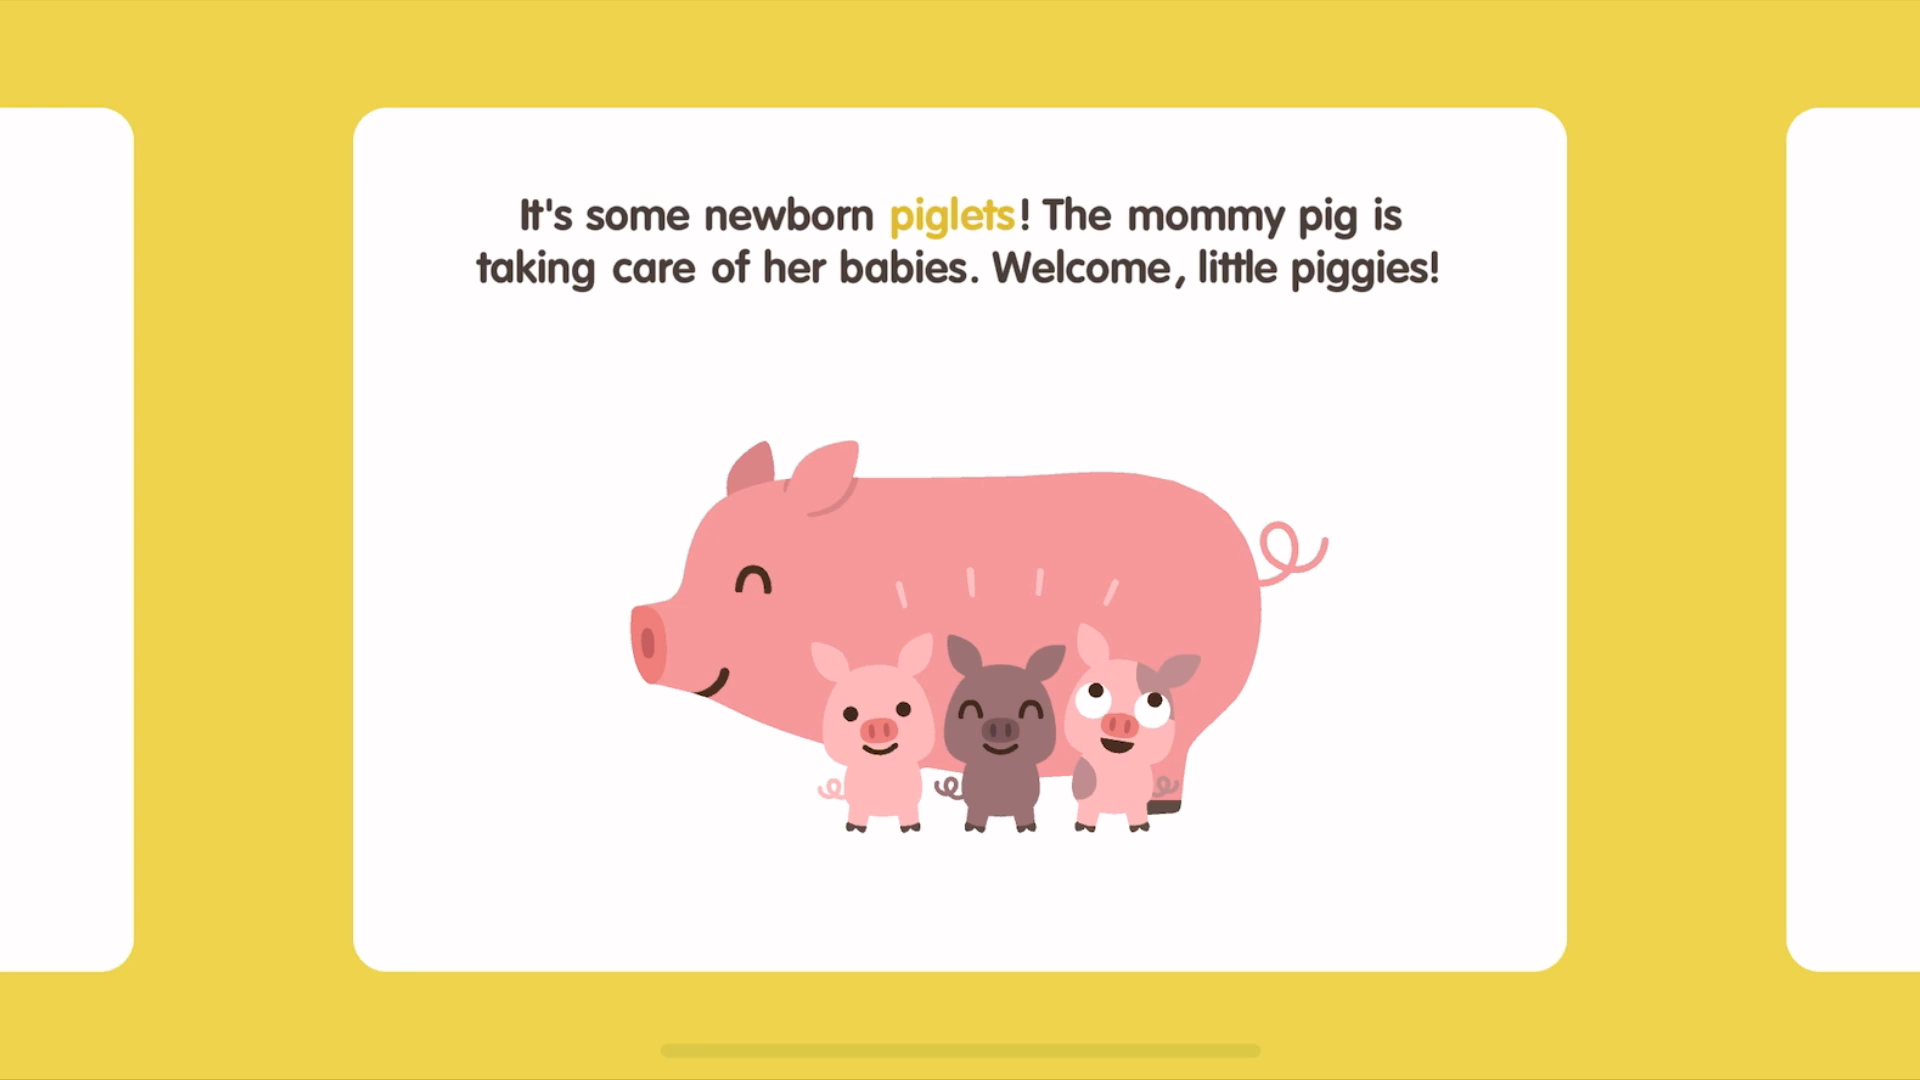 It's some newborn piglets! The mommy pig is
taking care of her babies. Welcome, little piggies!